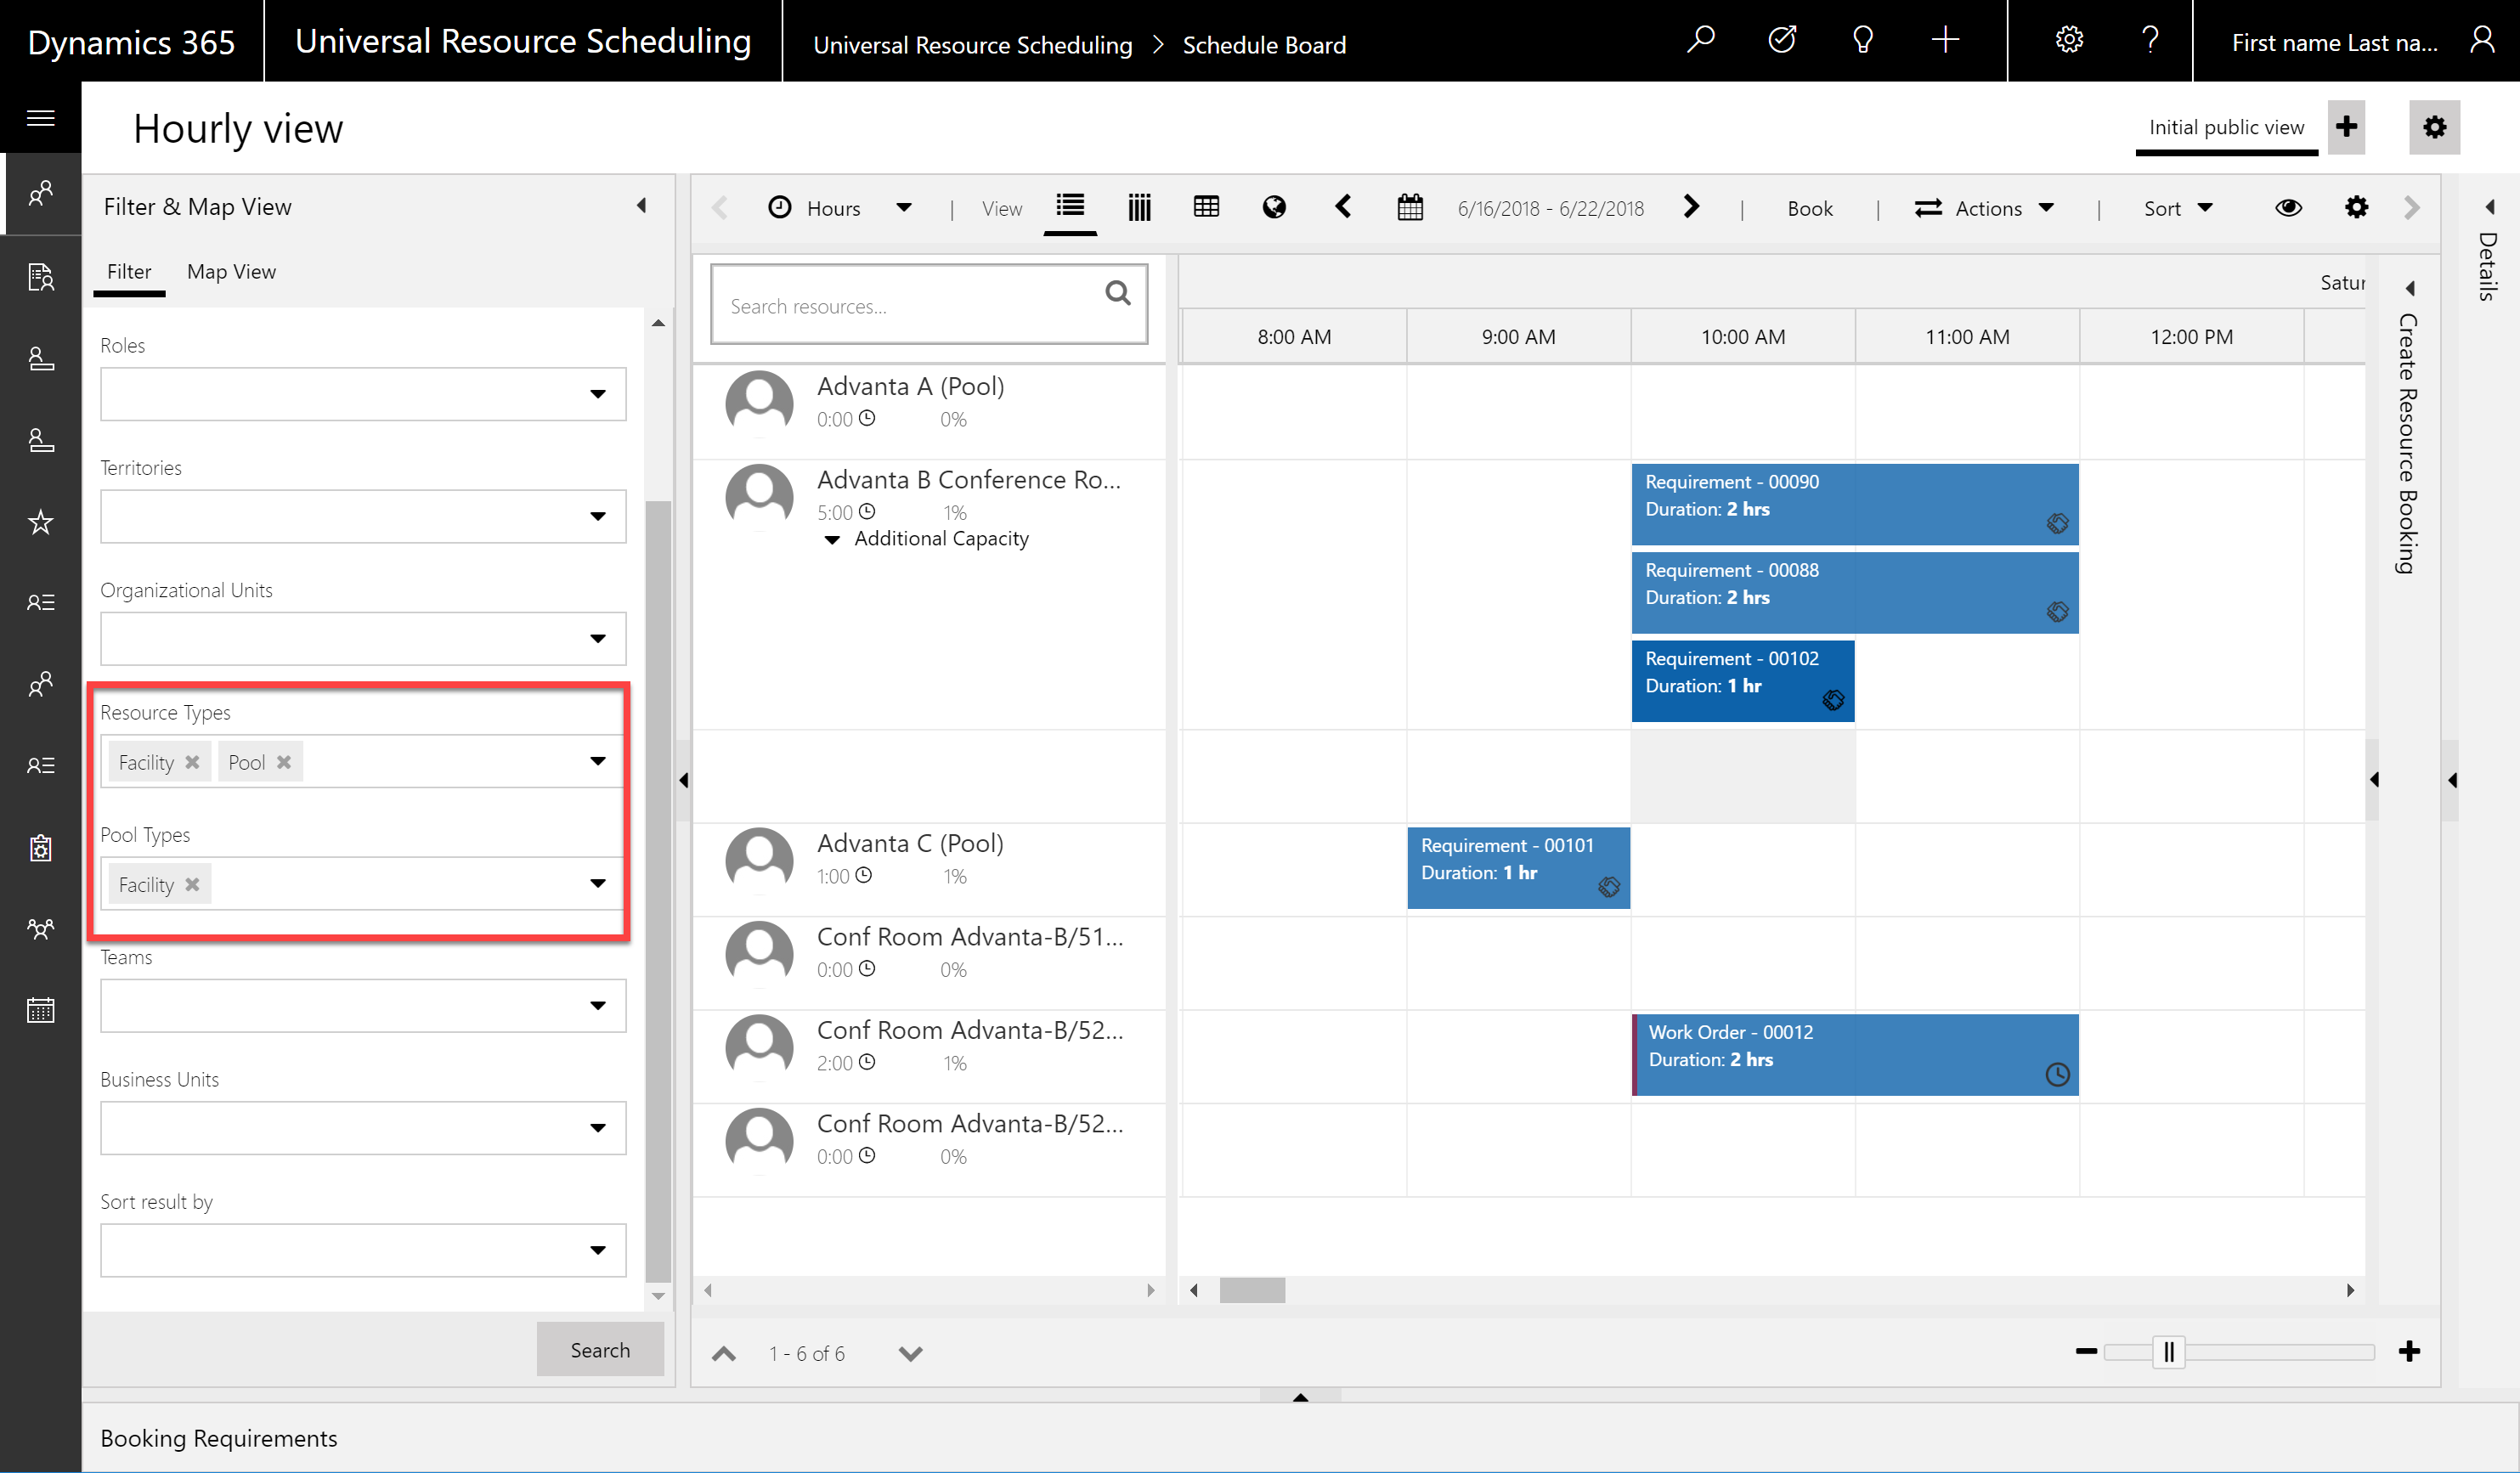 Dynamics 365
Universal Resource Scheduling
Universal Resource Scheduling > Schedule Board
First name Last na...
Hourly view
Initial public view
Filter & Map View
Filter
Map View
Roles
Territories
Organizational Units
Resource Types
Facility
Pool
Pool Types
Facility
Teams
Business Units
Sort result by
Search
Hours
View
6/16/2018 - 6/22/2018
Book
Actions
Sort
Search resources...
Satur
8:00 AM
9:00 AM
10:00 AM
11:00 AM
12:00 PM
Advanta A (Pool)
0:00
0%
Advanta B Conference Ro...
5:00
1%
Additional Capacity
Requirement - 00090
Duration: 2 hrs
Requirement - 00088
Duration: 2 hrs
Requirement - 00102
Duration: 1 hr
Advanta C (Pool)
1:00
1%
Requirement - 00101
Duration: 1 hr
Conf Room Advanta-B/51...
0:00
0%
Conf Room Advanta-B/52...
2:00
1%
Work Order - 00012
Duration: 2 hrs
Conf Room Advanta-B/52...
0:00
0%
1 - 6 of 6
Create Resource Booking
Details
Booking Requirements